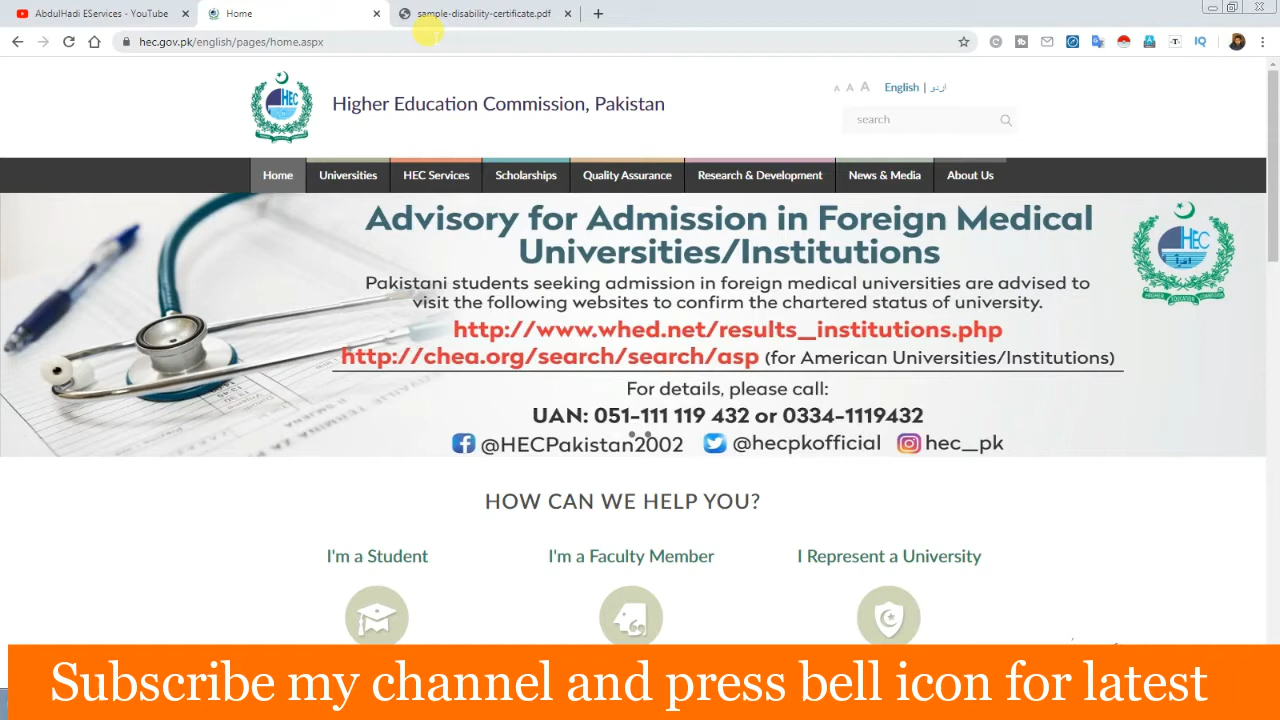 AbdulHadi EServices - YouTube
Home
sample-disability-certificate.pdf
hec.gov.pk/english/pages/home.aspx
HEC
Higher Education Commission, Pakistan
A A A
English | اردو
search
Home
Universities
HEC Services
Scholarships
Quality Assurance
Research & Development
News & Media
About Us
Advisory for Admission in Foreign Medical
Universities/Institutions
Pakistani students seeking admission in foreign medical universities are advised to
visit the following websites to confirm the chartered status of university.
http://www.whed.net/results_institutions.php
http://chea.org/search/search/asp (for American Universities/Institutions)
For details, please call:
UAN: 051-111 119 432 or 0334-1119432
@HECPakistan2002 @hecpkofficial hec_pk
HEC
HOW CAN WE HELP YOU?
I'm a Student
I'm a Faculty Member
I Represent a University
Subscribe my channel and press bell icon for latest